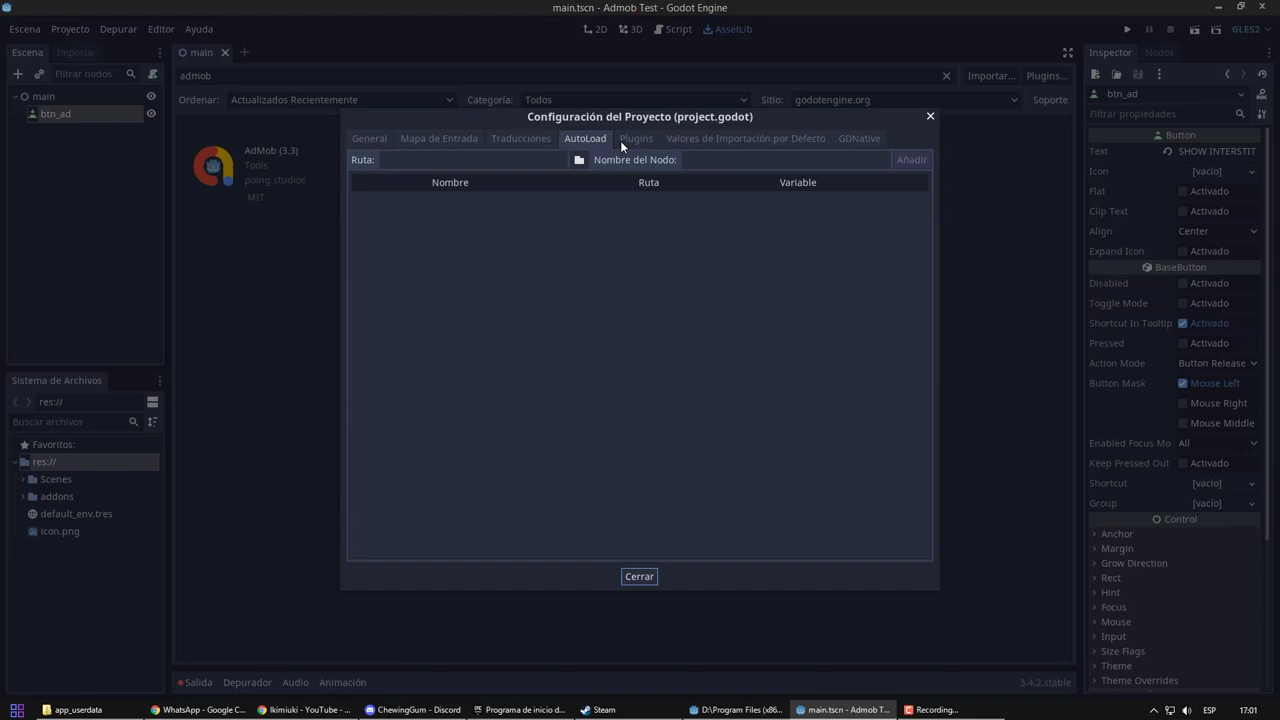 main.tscn - Admob Test - Godot Engine
Escena Proyecto Depurar Editor Ayuda
2D 3D Script AssetLib
GLES2
Escena Importar
Filtrar nodos
main
btn_ad
main
admob
Importar... Plugins...
Ordenar: Actualizados Recientemente Categoría: Todos Sitio: godotengine.org Soporte
AdMob (3.3)
Tools
poing.studios
MIT
Configuración del Proyecto (project.godot)
General Mapa de Entrada Traducciones AutoLoad Plugins Valores de Importación por Defecto GDNative
Ruta: Nombre del Nodo: Añadir
Nombre Ruta Variable
Cerrar
Sistema de Archivos
res://
Buscar archivos
Favoritos:
res://
Scenes
addons
default_env.tres
icon.png
Salida Depurador Audio Animación
3.4.2.stable
Inspector Nodos
btn_ad
Filtrar propiedades
Button
Text SHOW INTERSTIT
Icon [vacío]
Flat Activado
Clip Text Activado
Align Center
Expand Icon Activado
BaseButton
Disabled Activado
Toggle Mode Activado
Shortcut In Tooltip Activado
Pressed Activado
Action Mode Button Release
Button Mask Mouse Left
Mouse Right
Mouse Middle
Enabled Focus Mo All
Keep Pressed Out Activado
Shortcut [vacío]
Group [vacío]
Control
Anchor
Margin
Grow Direction
Rect
Hint
Focus
Mouse
Input
Size Flags
Theme
Theme Overrides
app_userdata WhatsApp - Google C... Ikimiuki - YouTube - ... ChewingGum - Discord Programa de inicio d... Steam D:\Program Files (x86... main.tscn - Admob T... Recording... ESP 17:01